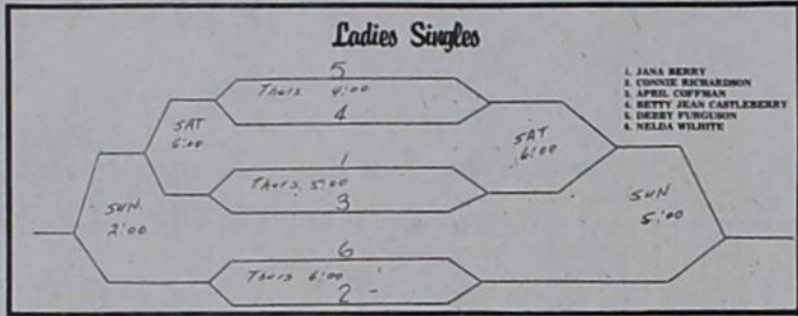 Ladies Singles
1. JANA BERRY
2. CONNIE RICHARDSON
3. APRIL COFFMAN
4. BETTY JEAN CASTLEBERRY
5. DEBBY FURGUSON
6. NELDA WILHITE
5
Thurs 4:00
4
SAT
6:00
SAT
6:00
1
Thurs. 5:00
3
SUN.
2:00
SUN
5:00
6
Thurs 6:00
2